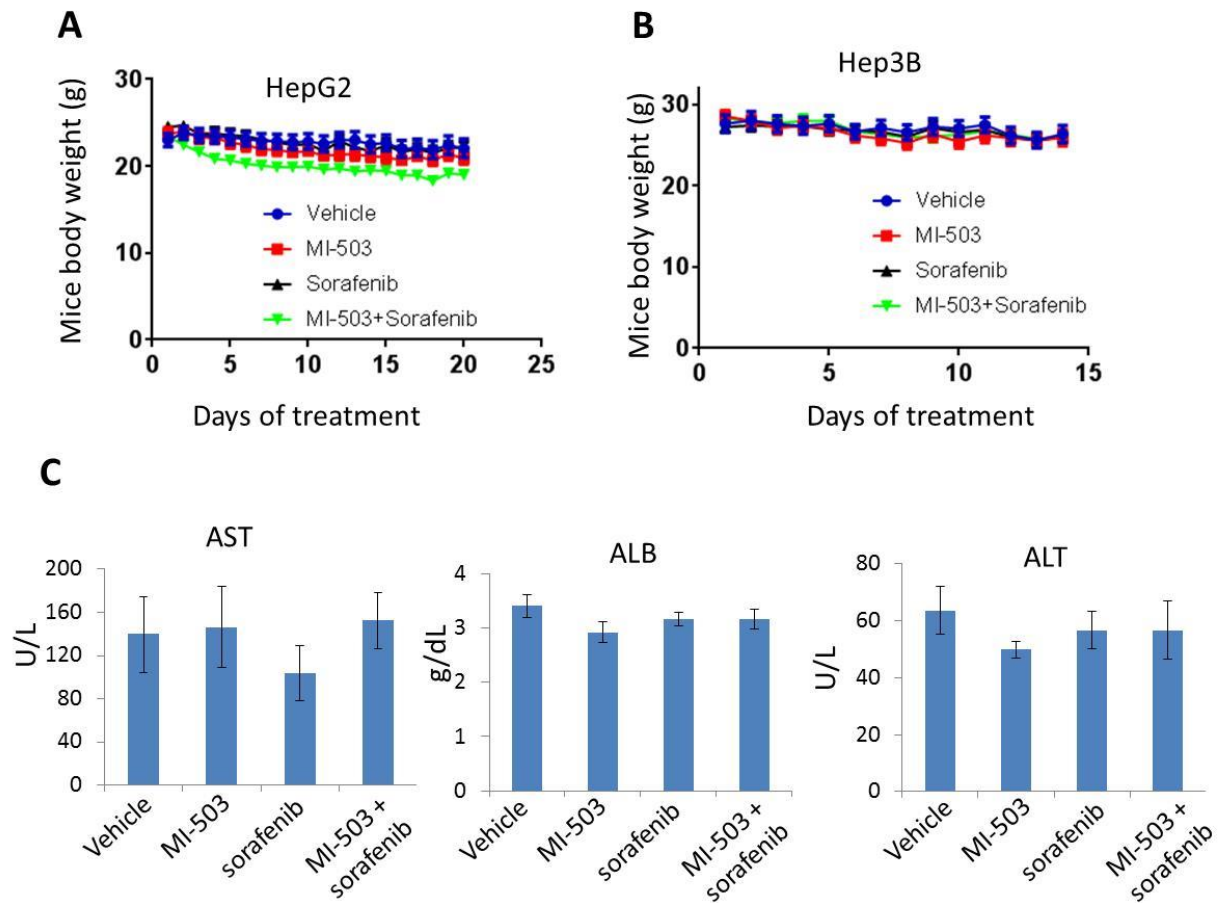 A
HepG2
Mice body weight (g)
30
20
10
0
0 5 10 15 20 25
Days of treatment
Vehicle
MI-503
Sorafenib
MI-503+Sorafenib
B
Hep3B
Mice body weight (g)
30
20
10
0
0 5 10 15
Days of treatment
Vehicle
MI-503
Sorafenib
MI-503+Sorafenib
C
AST
U/L
200
160
120
80
40
0
Vehicle
MI-503
sorafenib
MI-503 +
sorafenib
ALB
g/dL
4
3
2
1
0
Vehicle
MI-503
sorafenib
MI-503 +
sorafenib
ALT
U/L
80
60
40
20
0
Vehicle
MI-503
sorafenib
MI-503 +
sorafenib